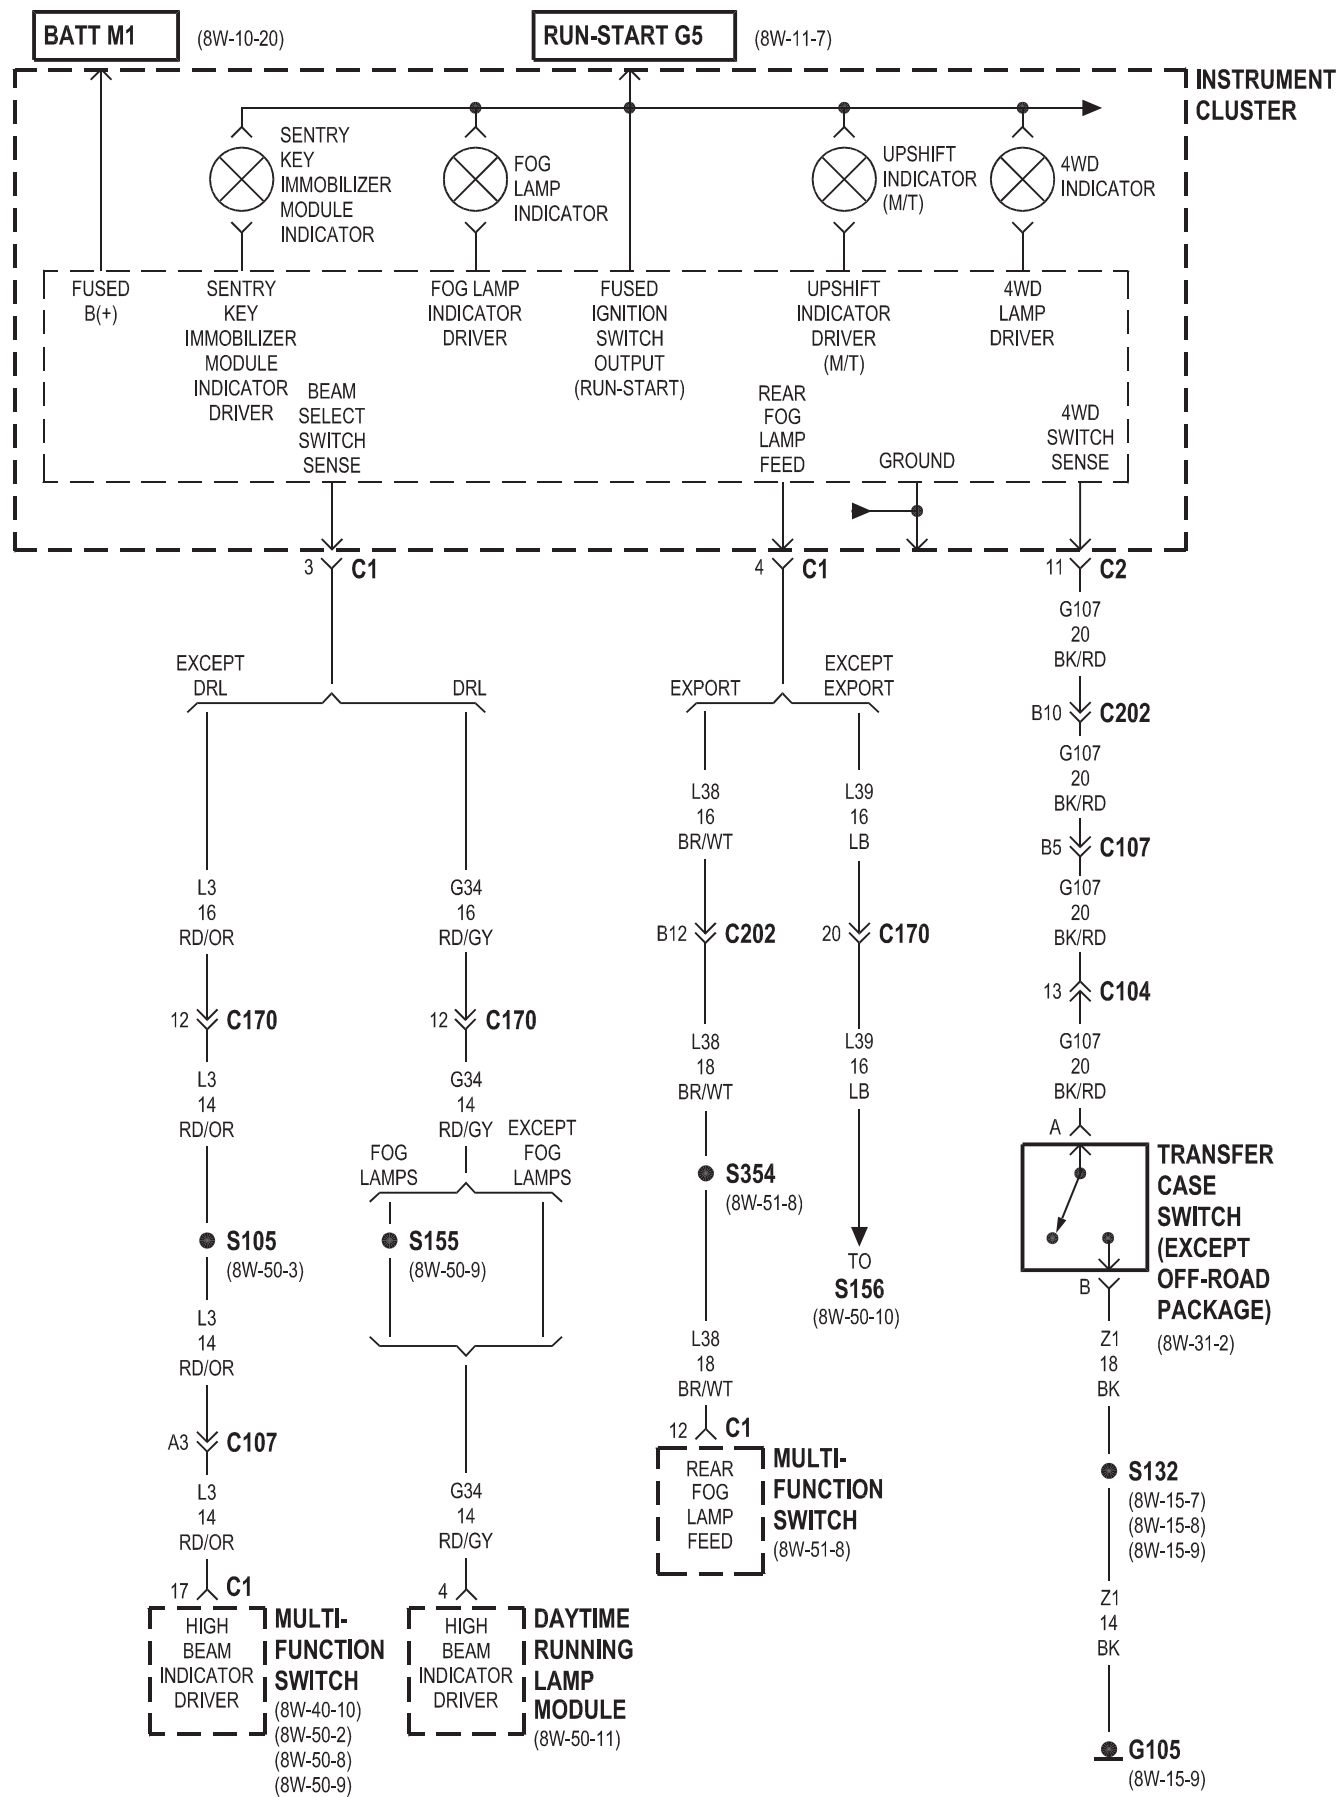 BATT M1
(8W-10-20)
RUN-START G5
(8W-11-7)
INSTRUMENT
CLUSTER
SENTRY
KEY
IMMOBILIZER
MODULE
INDICATOR
FOG
LAMP
INDICATOR
UPSHIFT
INDICATOR
(M/T)
4WD
INDICATOR
FUSED
B(+)
SENTRY
KEY
IMMOBILIZER
MODULE
INDICATOR
DRIVER
FOG LAMP
INDICATOR
DRIVER
FUSED
IGNITION
SWITCH
OUTPUT
(RUN-START)
UPSHIFT
INDICATOR
DRIVER
(M/T)
4WD
LAMP
DRIVER
BEAM
SELECT
SWITCH
SENSE
REAR
FOG
LAMP
FEED
GROUND
4WD
SWITCH
SENSE
3 C1
4 C1
11 C2
EXCEPT
DRL
DRL
EXPORT
EXCEPT
EXPORT
G107
20
BK/RD
B10 C202
G107
20
BK/RD
B5 C107
G107
20
BK/RD
13 C104
G107
20
BK/RD
A
TRANSFER
CASE
SWITCH
(EXCEPT
OFF-ROAD
PACKAGE)
(8W-31-2)
B
Z1
18
BK
S132
(8W-15-7)
(8W-15-8)
(8W-15-9)
Z1
14
BK
G105
(8W-15-9)
L38
16
BR/WT
B12 C202
L38
18
BR/WT
S354
(8W-51-8)
L38
18
BR/WT
12 C1
REAR
FOG
LAMP
FEED
MULTI-
FUNCTION
SWITCH
(8W-51-8)
L39
16
LB
20 C170
L39
16
LB
TO
S156
(8W-50-10)
L3
16
RD/OR
12 C170
L3
14
RD/OR
S105
(8W-50-3)
L3
14
RD/OR
A3 C107
L3
14
RD/OR
17 C1
HIGH
BEAM
INDICATOR
DRIVER
MULTI-
FUNCTION
SWITCH
(8W-40-10)
(8W-50-2)
(8W-50-8)
(8W-50-9)
G34
16
RD/GY
12 C170
G34
14
RD/GY
FOG
LAMPS
EXCEPT
FOG
LAMPS
S155
(8W-50-9)
G34
14
RD/GY
4
HIGH
BEAM
INDICATOR
DRIVER
DAYTIME
RUNNING
LAMP
MODULE
(8W-50-11)